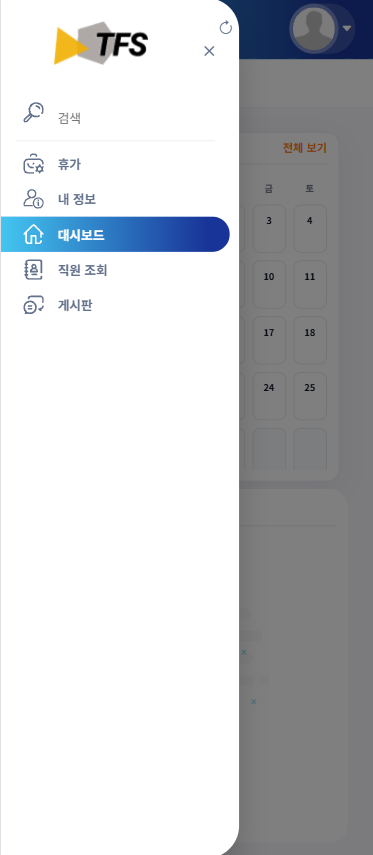 TFS
검색
휴가
내 정보
대시보드
직원 조회
게시판
전체 보기
금 토
3 4
10 11
17 18
24 25